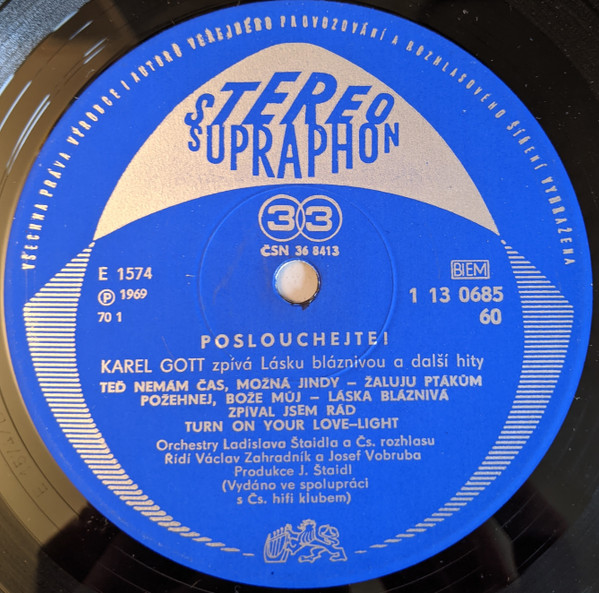 VŠECHNA PRÁVA VÝROBCE I AUTORŮ VEŘEJNÉHO PROVOZOVÁNÍ A ROZHLASOVÉHO ŠÍŘENÍ VYHRAŽENA
STEREO
SUPRAPHON
33
ČSN 36 8413
E 1574
℗ 1969
70 1
BIEM
1 13 0685
60
POSLOUCHEJTE!
KAREL GOTT zpívá Lásku bláznivou a další hity
TEĎ NEMÁM ČAS, MOŽNÁ JINDY – ŽALUJU PTÁKŮM
POŽEHNEJ, BOŽE MŮJ – LÁSKA BLÁZNIVÁ
ZPÍVAL JSEM RÁD
TURN ON YOUR LOVE–LIGHT
Orchestry Ladislava Štaidla a Čs. rozhlasu
Řídí Václav Zahradník a Josef Vobruba
Produkce J. Štaidl
(Vydáno ve spolupráci
s Čs. hifi klubem)